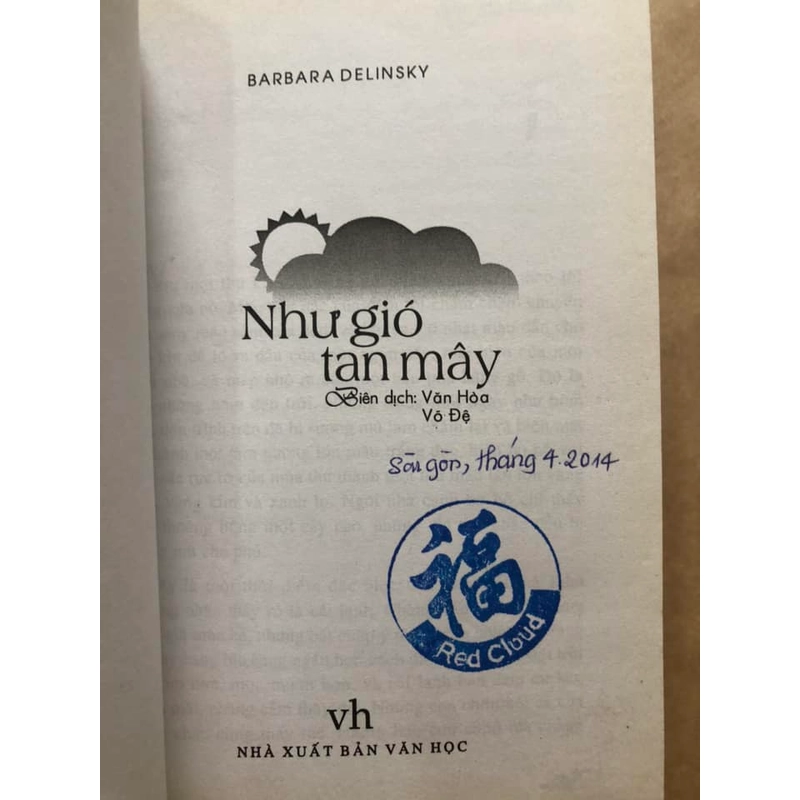 BARBARA DELINSKY
Như gió
tan mây
Biên dịch: Văn Hòa
Võ Đệ
Sài gòn, tháng 4.2014
福
Red Cloud
vh
NHÀ XUẤT BẢN VĂN HỌC